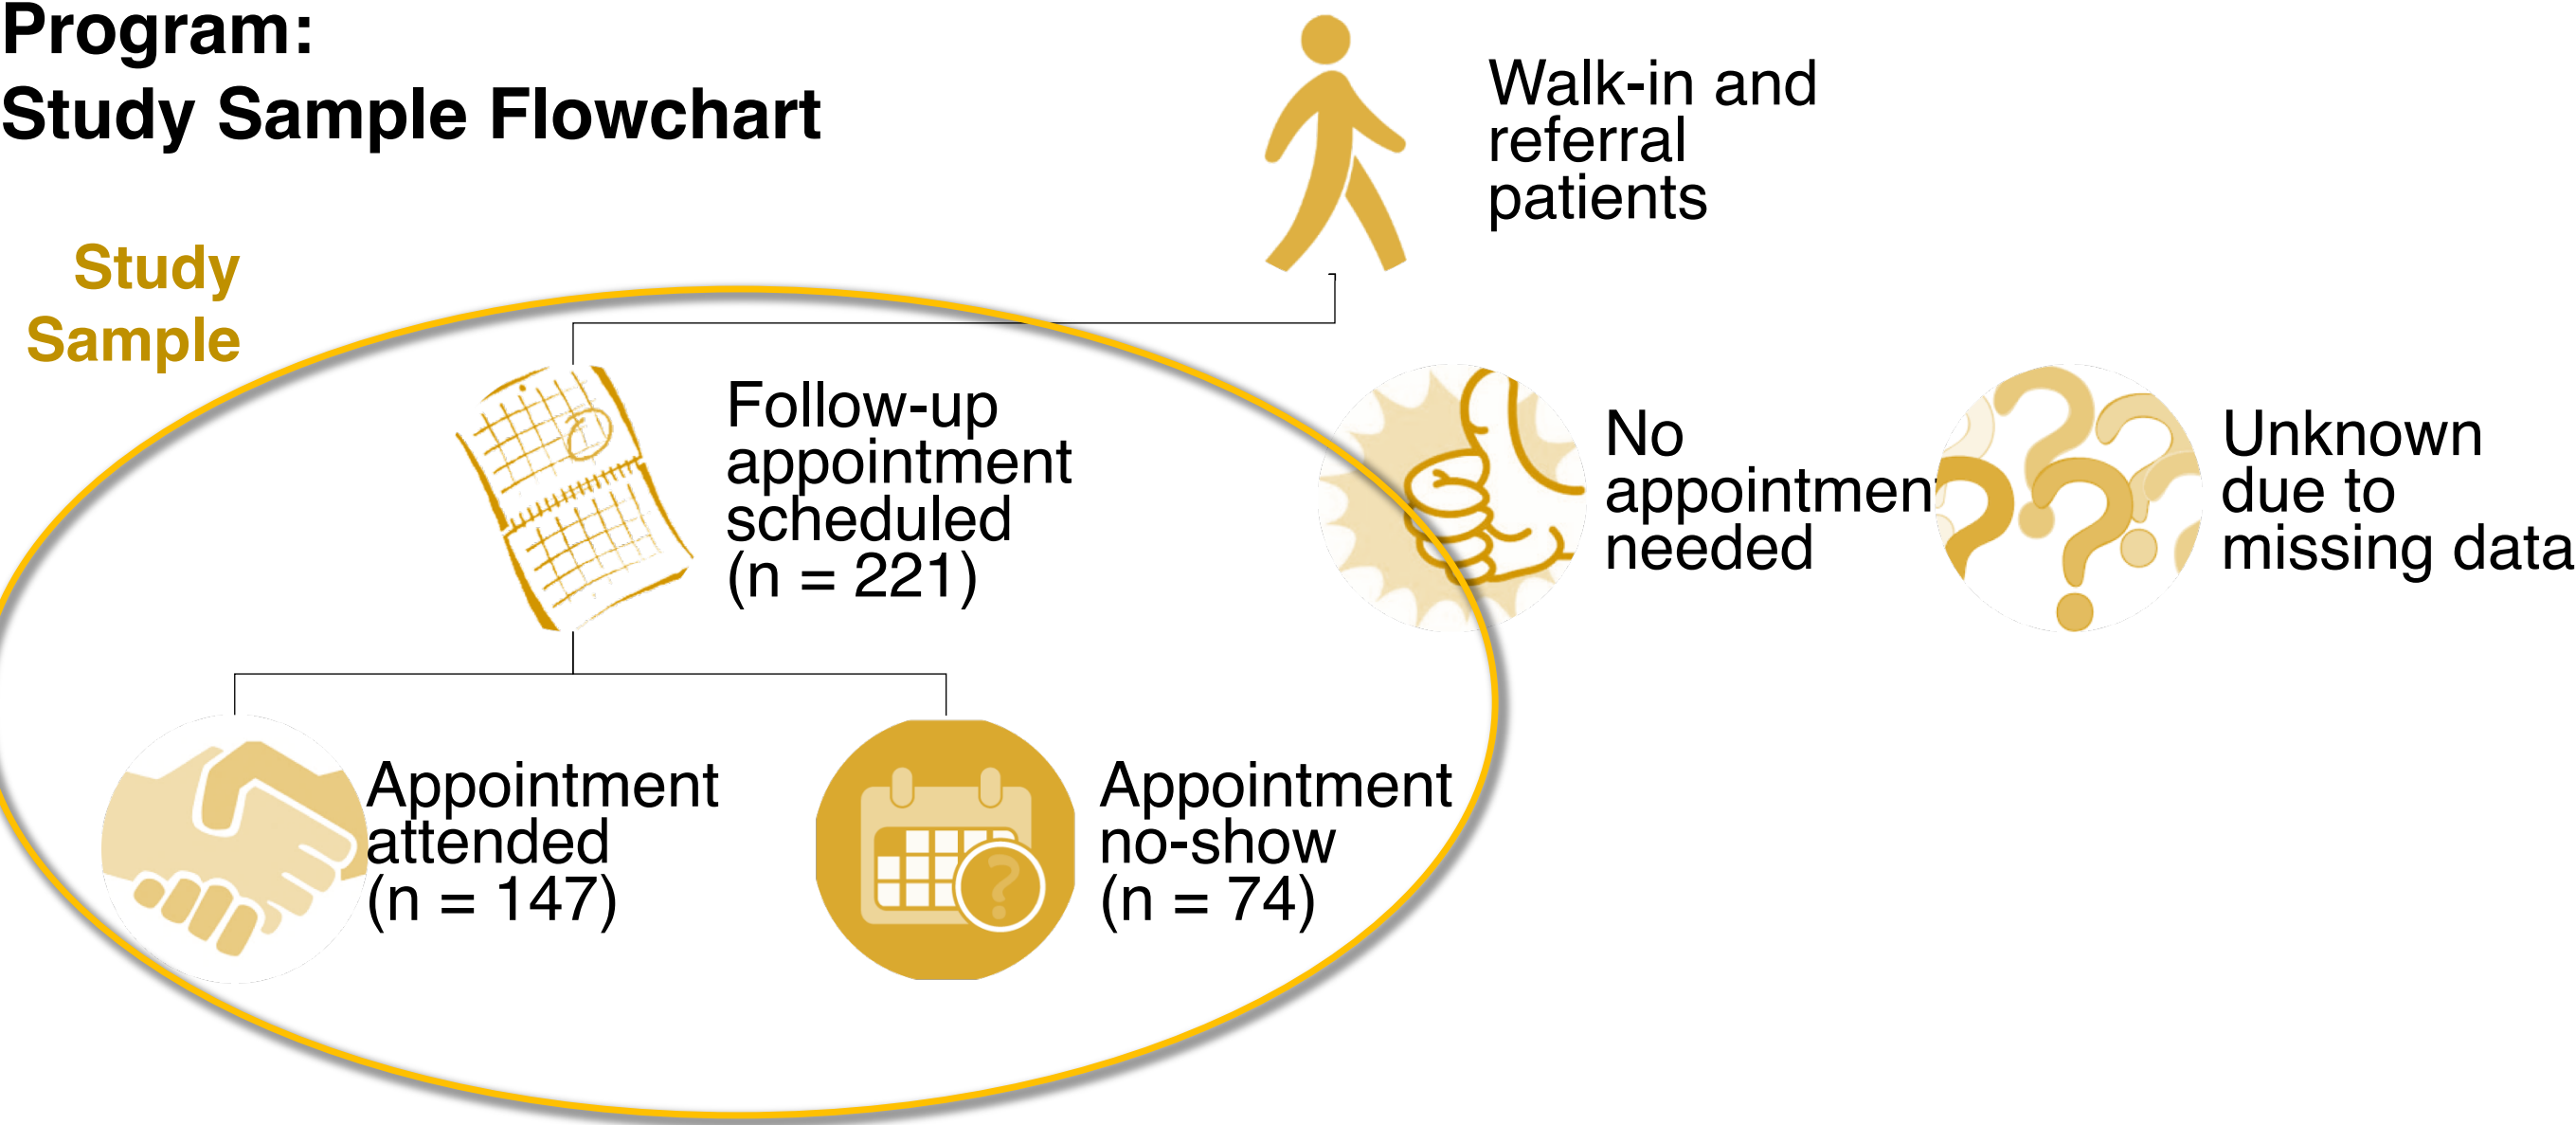 Program:
Study Sample Flowchart
Walk-in and
referral
patients
Study
Sample
Follow-up
appointment
scheduled
(n = 221)
No
appointment
needed
Unknown
due to
missing data
Appointment
attended
(n = 147)
Appointment
no-show
(n = 74)